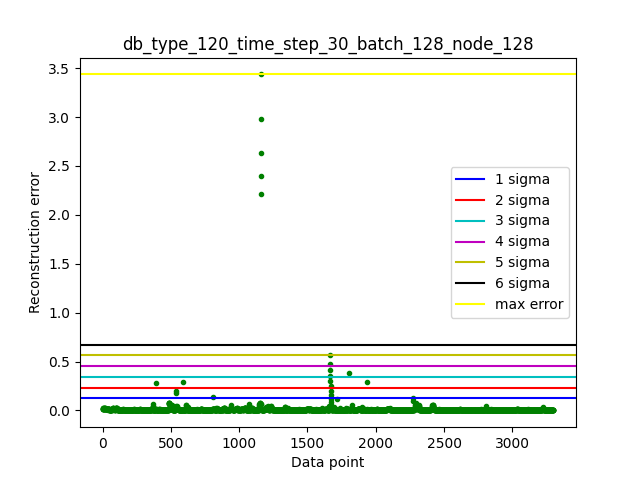 db_type_120_time_step_30_batch_128_node_128
3.5
3.0
2.5
2.0
1.5
1.0
0.5
0.0
Reconstruction error
1 sigma
2 sigma
3 sigma
4 sigma
5 sigma
6 sigma
max error
0 500 1000 1500 2000 2500 3000
Data point